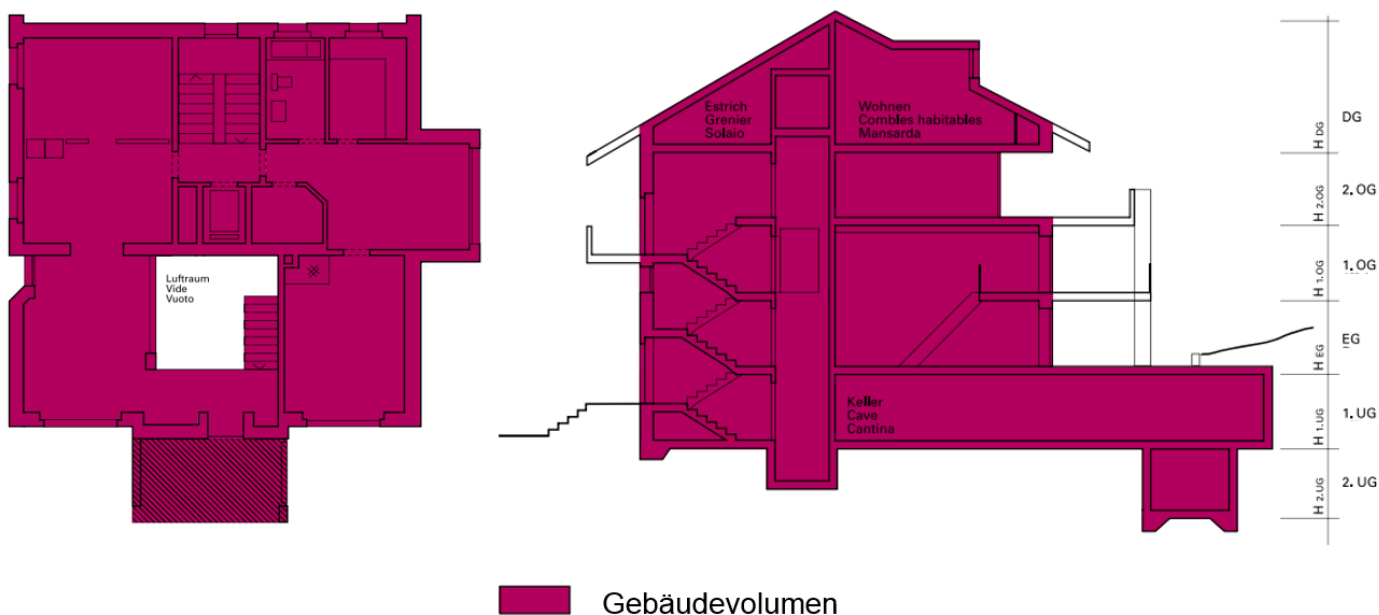 Luftraum
Vide
Vuoto
Estrich
Grenier
Solaio
Wohnen
Combles habitables
Mansarda
Keller
Cave
Cantina
H DG
DG
H 2.OG
2. OG
H 1.OG
1. OG
H EG
EG
H 1.UG
1. UG
H 2.UG
2. UG
Gebäudevolumen